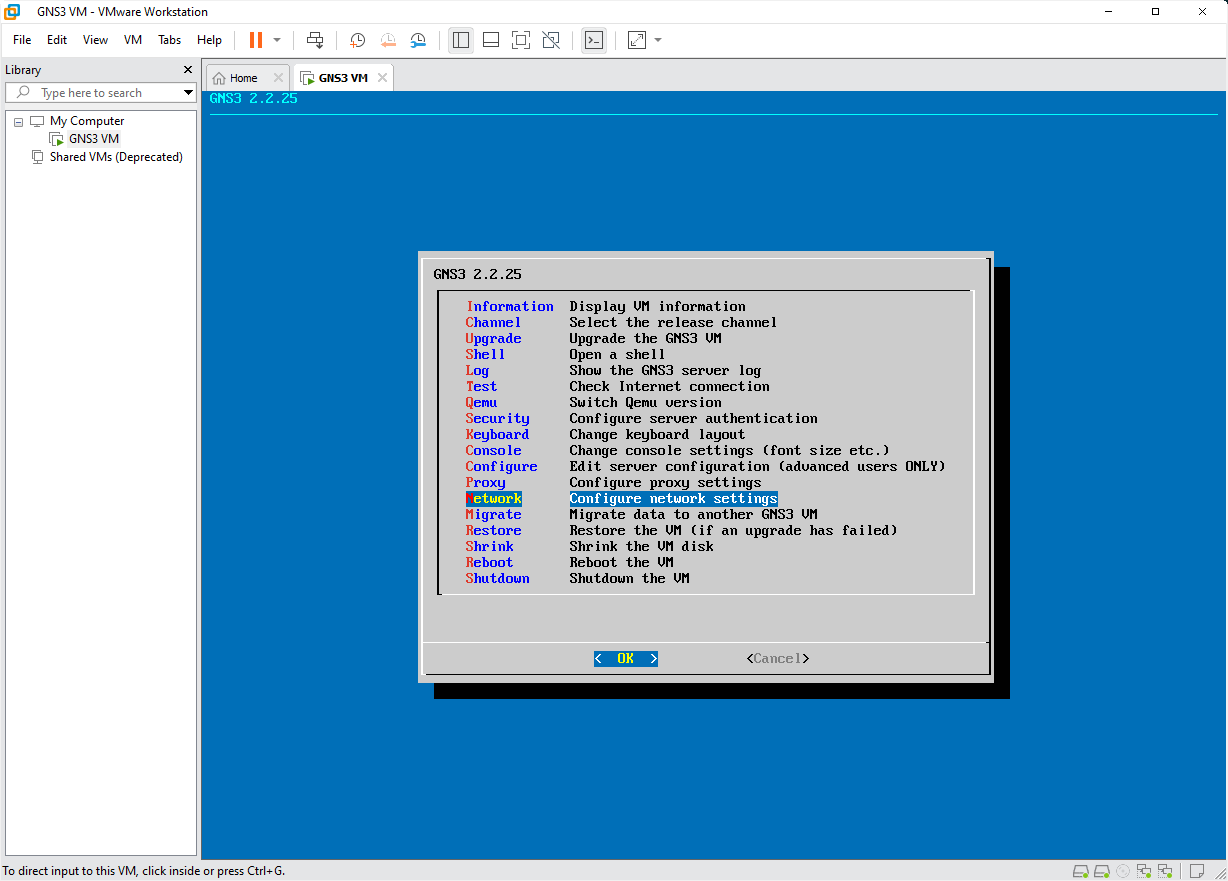 GNS3 VM - VMware Workstation
File Edit View VM Tabs Help
Library
Type here to search
My Computer
GNS3 VM
Shared VMs (Deprecated)
Home GNS3 VM
GNS3 2.2.25
GNS3 2.2.25
Information Display VM information
Channel Select the release channel
Upgrade Upgrade the GNS3 VM
Shell Open a shell
Log Show the GNS3 server log
Test Check Internet connection
Qemu Switch Qemu version
Security Configure server authentication
Keyboard Change keyboard layout
Console Change console settings (font size etc.)
Configure Edit server configuration (advanced users ONLY)
Proxy Configure proxy settings
Network Configure network settings
Migrate Migrate data to another GNS3 VM
Restore Restore the VM (if an upgrade has failed)
Shrink Shrink the VM disk
Reboot Reboot the VM
Shutdown Shutdown the VM
< OK > <Cancel>
To direct input to this VM, click inside or press Ctrl+G.